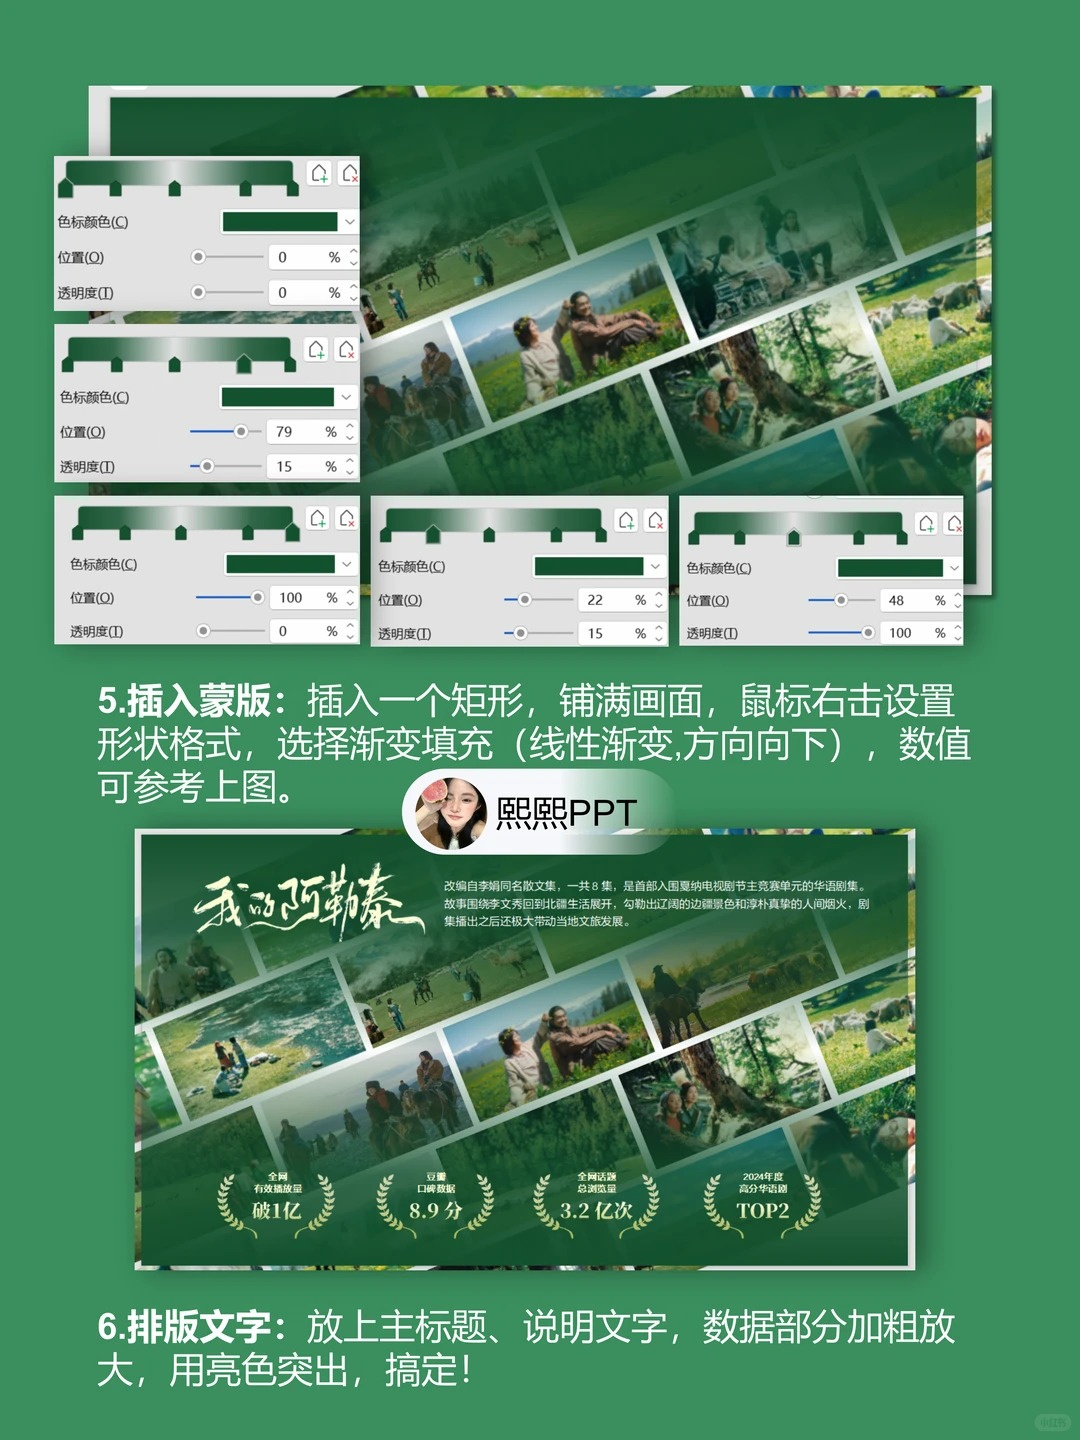 色标颜色(C)
位置(O) 0 %
透明度(T) 0 %
色标颜色(C)
位置(O) 79 %
透明度(T) 15 %
色标颜色(C)
位置(O) 100 %
透明度(T) 0 %
色标颜色(C)
位置(O) 22 %
透明度(T) 15 %
色标颜色(C)
位置(O) 48 %
透明度(T) 100 %
5.插入蒙版：插入一个矩形，铺满画面，鼠标右击设置
形状格式，选择渐变填充（线性渐变,方向向下），数值
可参考上图。
熙熙PPT
我的阿勒泰
改编自李娟同名散文集，一共8集，是首部入围戛纳电视剧节主竞赛单元的华语剧集。
故事围绕李文秀回到北疆生活展开，勾勒出辽阔的边疆景色和淳朴真挚的人间烟火，剧
集播出之后还极大带动当地文旅发展。
全网
有效播放量
破1亿
豆瓣
口碑数据
8.9 分
全网话题
总浏览量
3.2 亿次
2024年度
高分华语剧
TOP2
6.排版文字：放上主标题、说明文字，数据部分加粗放
大，用亮色突出，搞定！
小红书